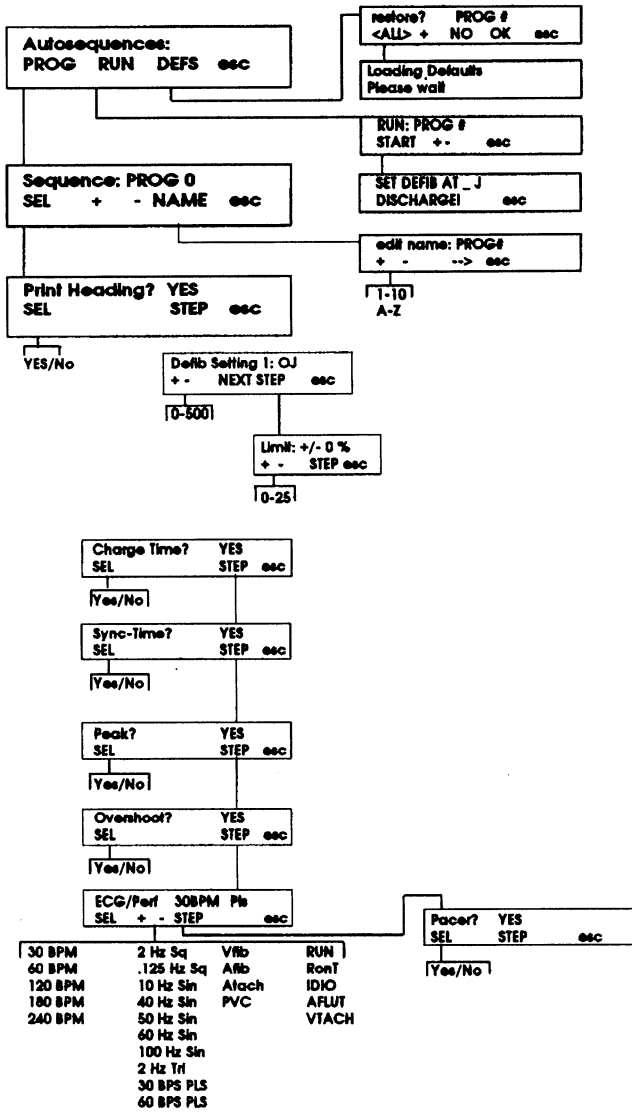 Autosequences:
PROG RUN DEFS esc
restore? PROG #
<ALL> + NO OK esc
Loading Defaults
Please wait
RUN: PROG #
START + - esc
SET DEFIB AT _ J
DISCHARGE!
Sequence: PROG 0
SEL + - NAME esc
edit name: PROG#
+ - --> esc
1-10
A-Z
Print Heading? YES
SEL STEP esc
YES/No
Defib Setting 1: OJ
+ - NEXT STEP esc
0-500
Limit: +/- 0 %
+ - STEP esc
0-25
Charge Time? YES
SEL STEP esc
Yes/No
Sync-Time? YES
SEL STEP esc
Yes/No
Peak? YES
SEL STEP esc
Yes/No
Overshoot? YES
SEL STEP esc
Yes/No
ECG/Perf 30BPM Pls
SEL + - STEP esc
Pacer? YES
SEL STEP esc
Yes/No
30 BPM
60 BPM
120 BPM
180 BPM
240 BPM
2 Hz Sq
.125 Hz Sq
10 Hz Sin
40 Hz Sin
50 Hz Sin
60 Hz Sin
100 Hz Sin
2 Hz Tri
30 BPS PLS
60 BPS PLS
Vfib
Afib
Atach
PVC
RUN
RonT
IDIO
AFLUT
VTACH